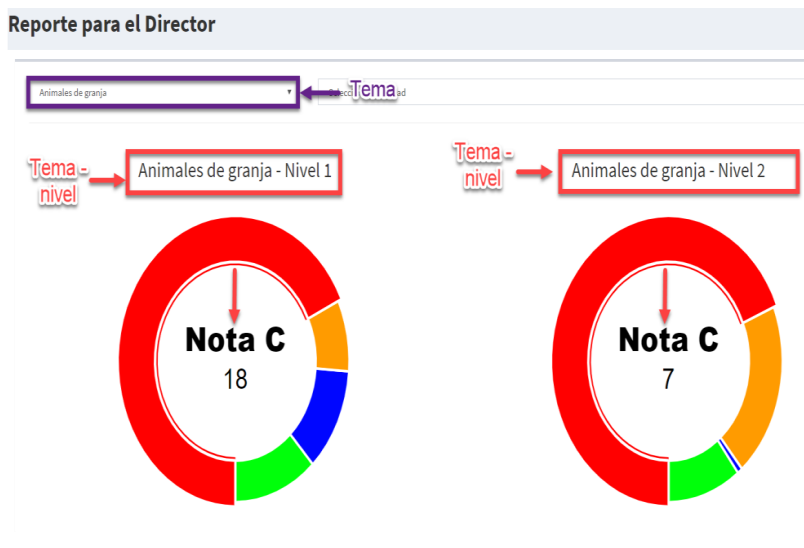 Reporte para el Director
Animales de granja
Tema
ad
Tema - nivel
Animales de granja - Nivel 1
Tema - nivel
Animales de granja - Nivel 2
Nota C
18
Nota C
7